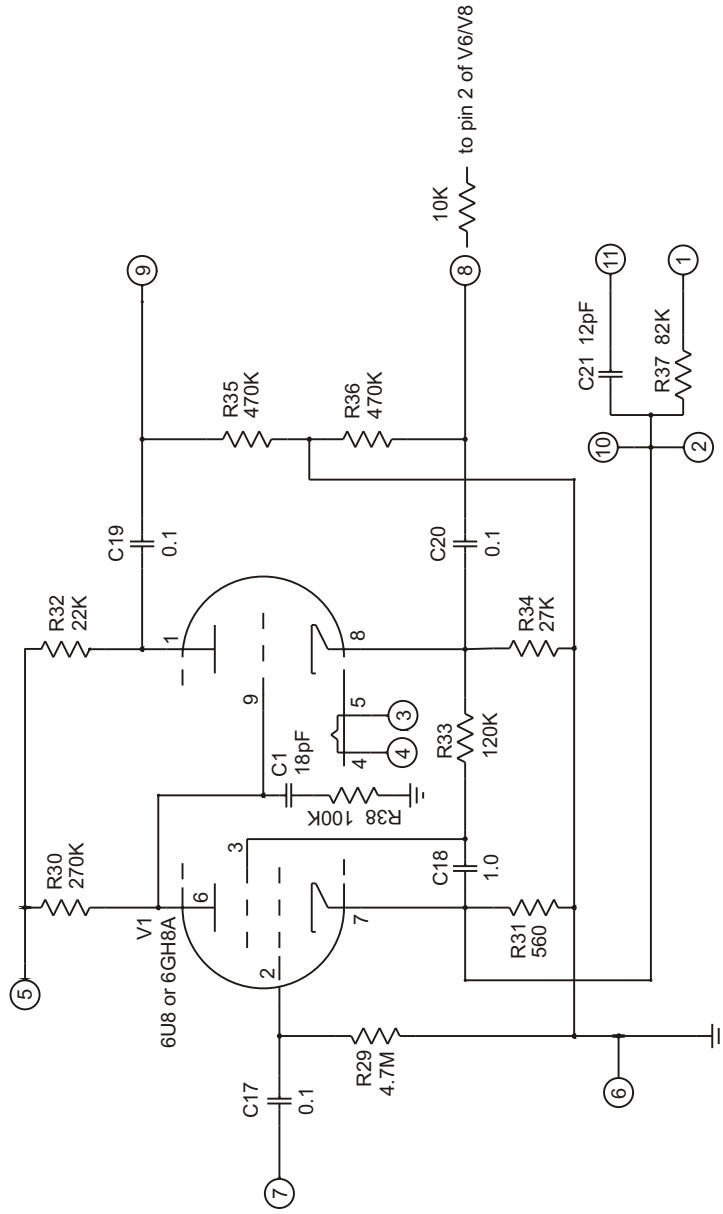 5
R30
270K
R32
22K
V1
6U8 or 6GH8A
6
1
C19
0.1
9
7
C17
0.1
2
3
9
R35
470K
C1
18pF
R38 100K
4
5
4
3
7
8
R29
4.7M
C18
1.0
R33
120K
C20
0.1
R36
470K
8
10K
to pin 2 of V6/V8
R31
560
R34
27K
6
10
2
C21 12pF
11
R37 82K
1